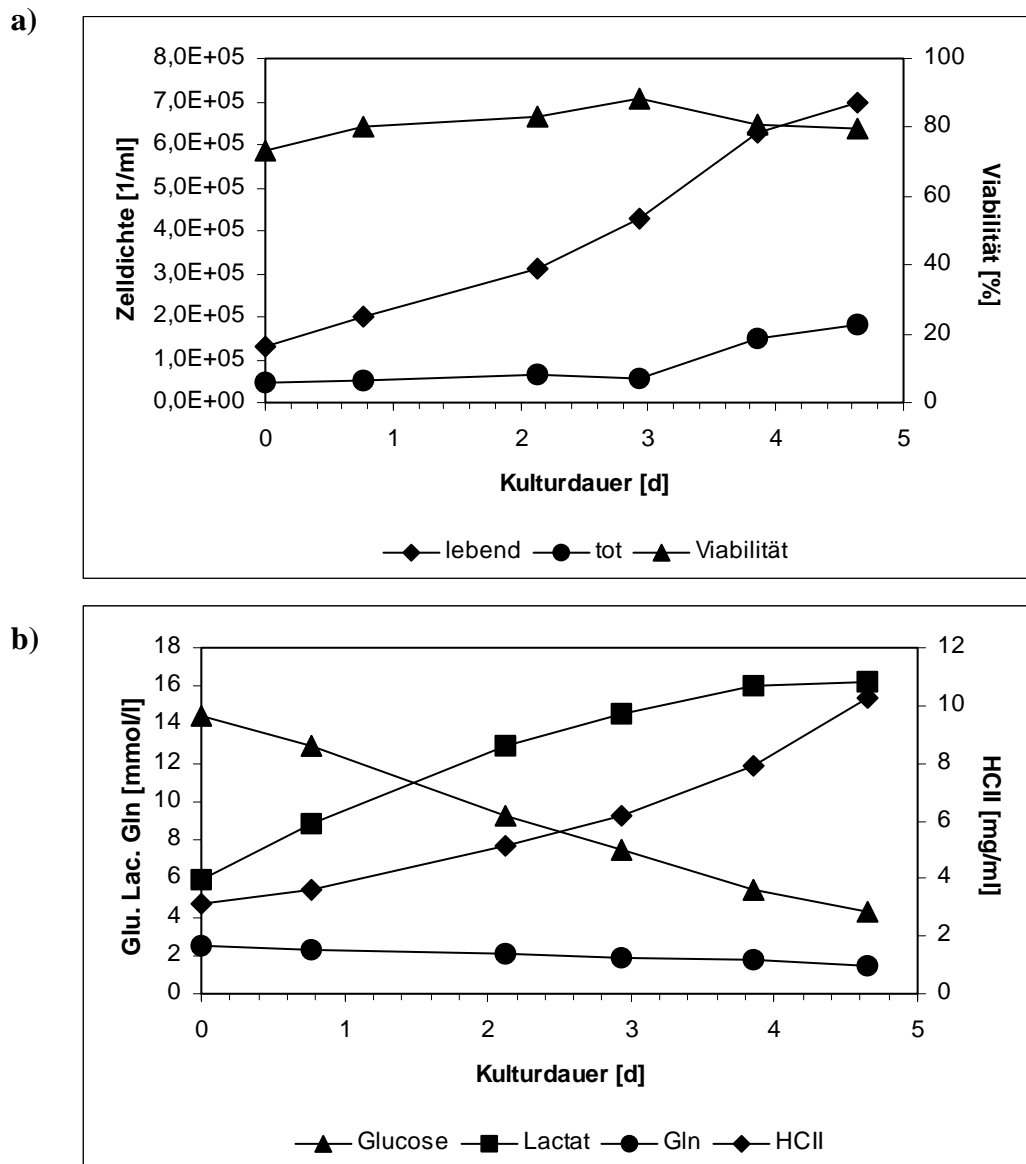 a)
8,0E+05
7,0E+05
6,0E+05
5,0E+05
4,0E+05
3,0E+05
2,0E+05
1,0E+05
0,0E+00
Zelldichte [1/ml]
100
80
60
40
20
0
Viabilität [%]
0 1 2 3 4 5
Kulturdauer [d]
lebend tot Viabilität
b)
18
16
14
12
10
8
6
4
2
0
Glu. Lac. Gln [mmol/l]
12
10
8
6
4
2
0
HCII [mg/ml]
0 1 2 3 4 5
Kulturdauer [d]
Glucose Lactat Gln HCII